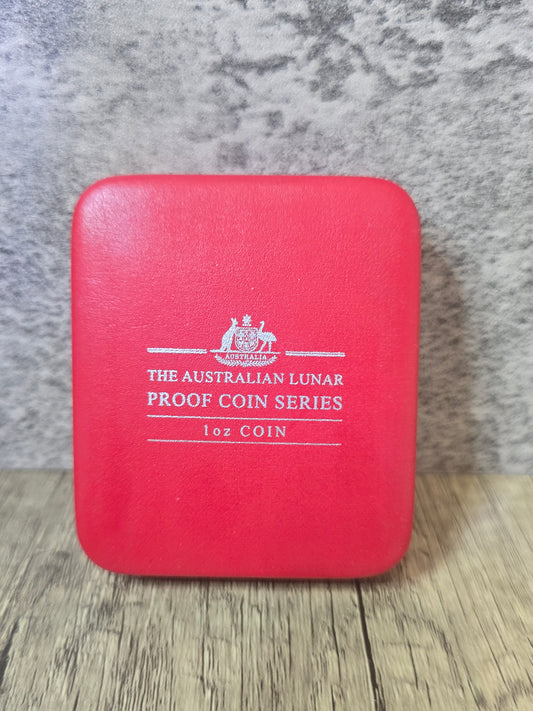 AUSTRALIA
THE AUSTRALIAN LUNAR
PROOF COIN SERIES
1oz COIN